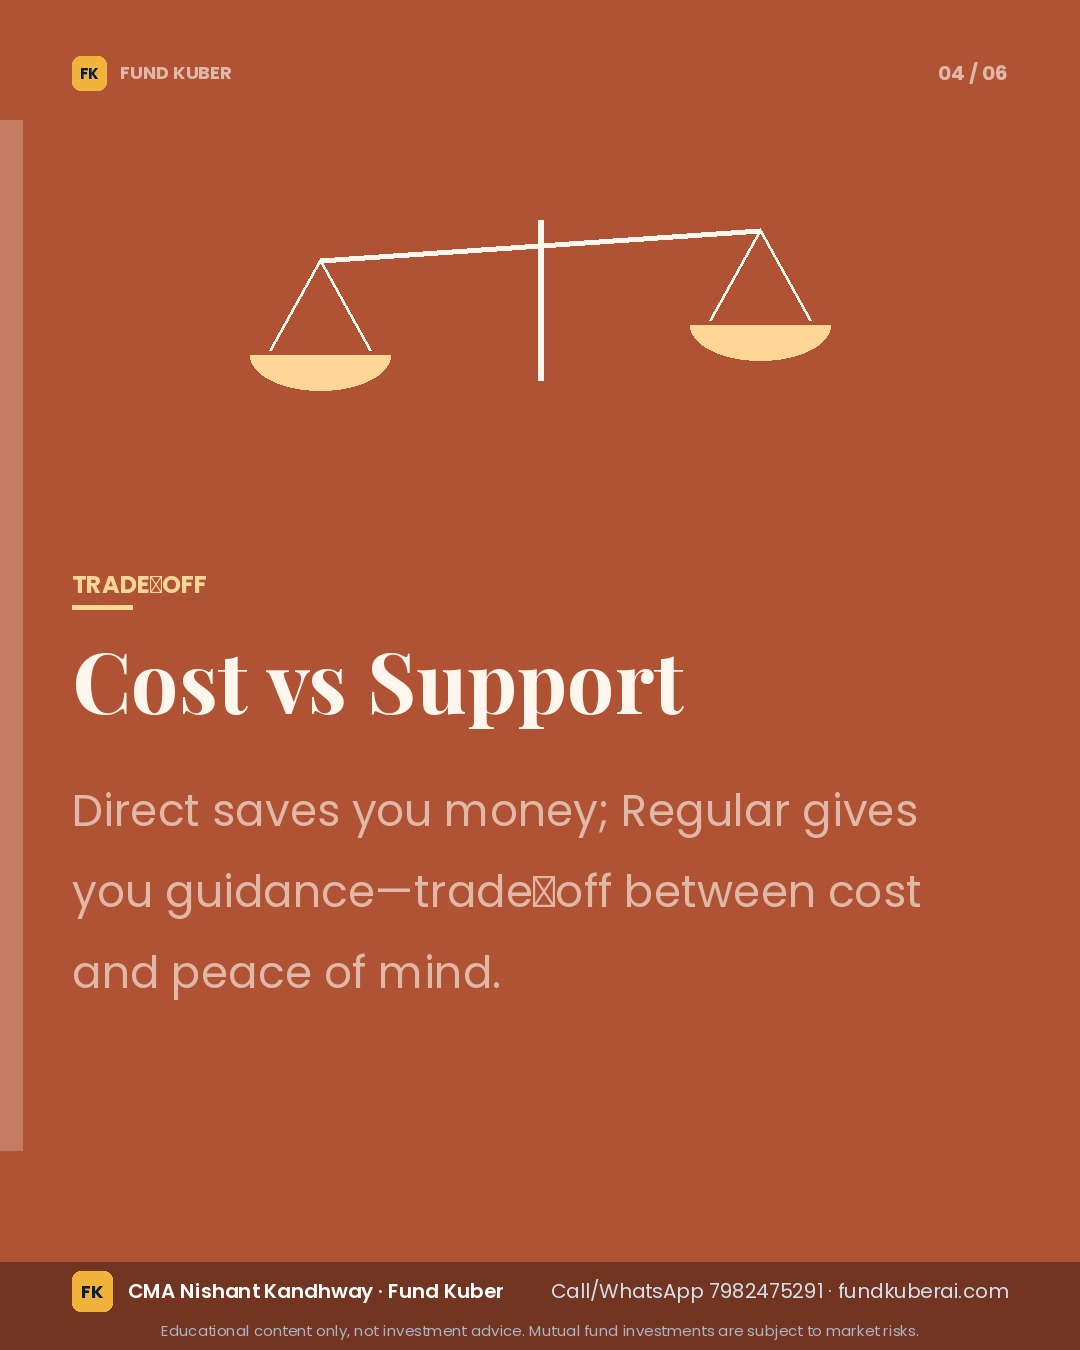 FK FUND KUBER
04 / 06
TRADE□OFF
Cost vs Support
Direct saves you money; Regular gives
you guidance—trade□off between cost
and peace of mind.
FK CMA Nishant Kandhway · Fund Kuber
Call/WhatsApp 7982475291 · fundkuberai.com
Educational content only, not investment advice. Mutual fund investments are subject to market risks.